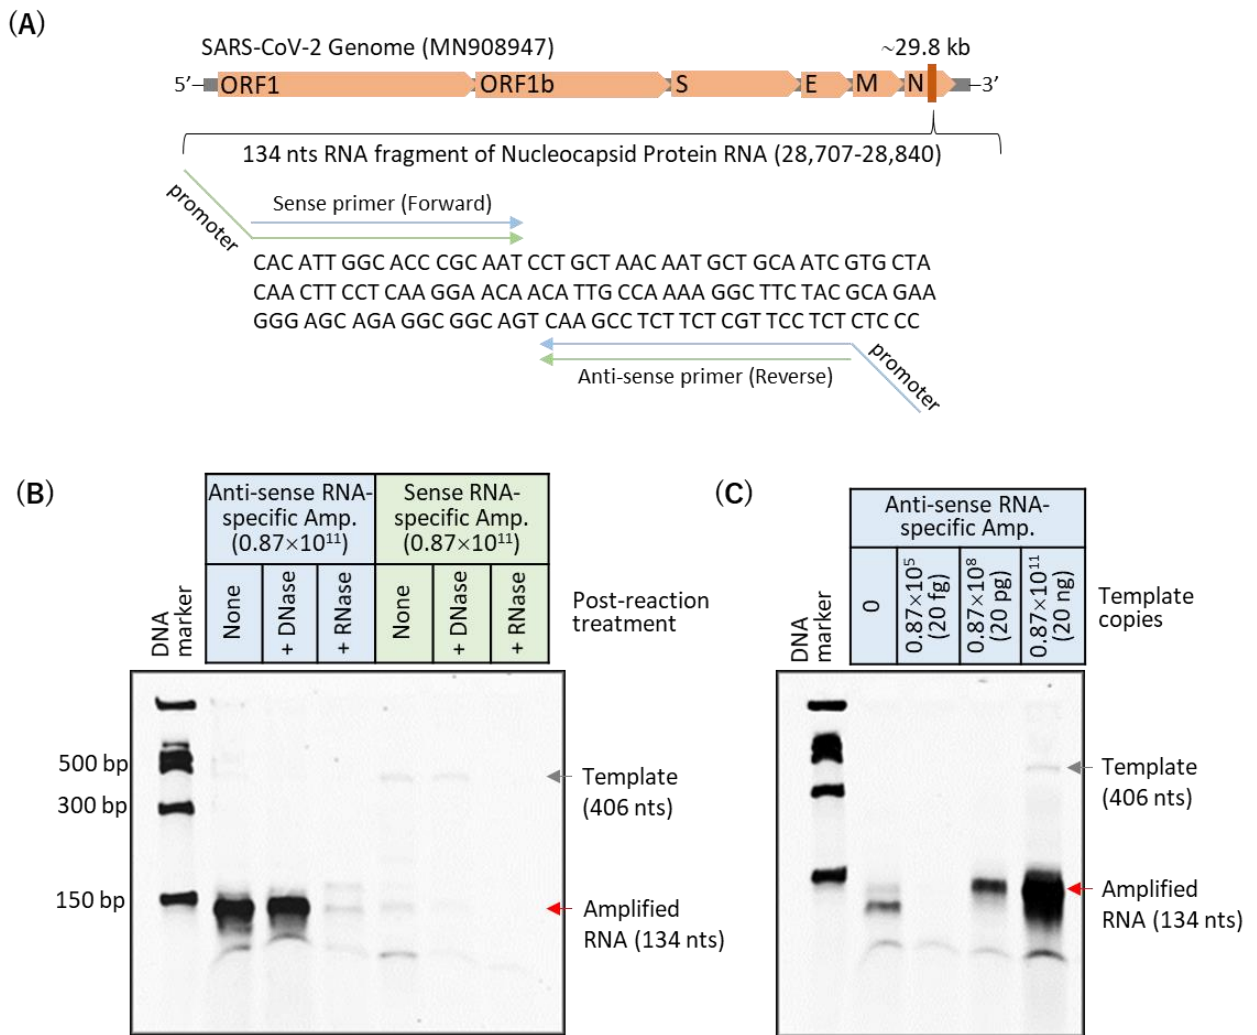 (A)
SARS-CoV-2 Genome (MN908947)
~29.8 kb
5’
ORF1
ORF1b
S
E
M
N
3’
134 nts RNA fragment of Nucleocapsid Protein RNA (28,707-28,840)
promoter
Sense primer (Forward)
CAC ATT GGC ACC CGC AAT CCT GCT AAC AAT GCT GCA ATC GTG CTA
CAA CTT CCT CAA GGA ACA ACA TTG CCA AAA GGC TTC TAC GCA GAA
GGG AGC AGA GGC GGC AGT CAA GCC TCT TCT CGT TCC TCT CTC CC
Anti-sense primer (Reverse)
promoter
(B)
Anti-sense RNA-
specific Amp.
(0.87×10¹¹)
Sense RNA-
specific Amp.
(0.87×10¹¹)
DNA
marker
None
+ DNase
+ RNase
None
+ DNase
+ RNase
Post-reaction
treatment
500 bp
300 bp
150 bp
Template
(406 nts)
Amplified
RNA (134 nts)
(C)
Anti-sense RNA-
specific Amp.
DNA
marker
0
0.87×10⁵
(20 fg)
0.87×10⁸
(20 pg)
0.87×10¹¹
(20 ng)
Template
copies
Template
(406 nts)
Amplified
RNA (134 nts)